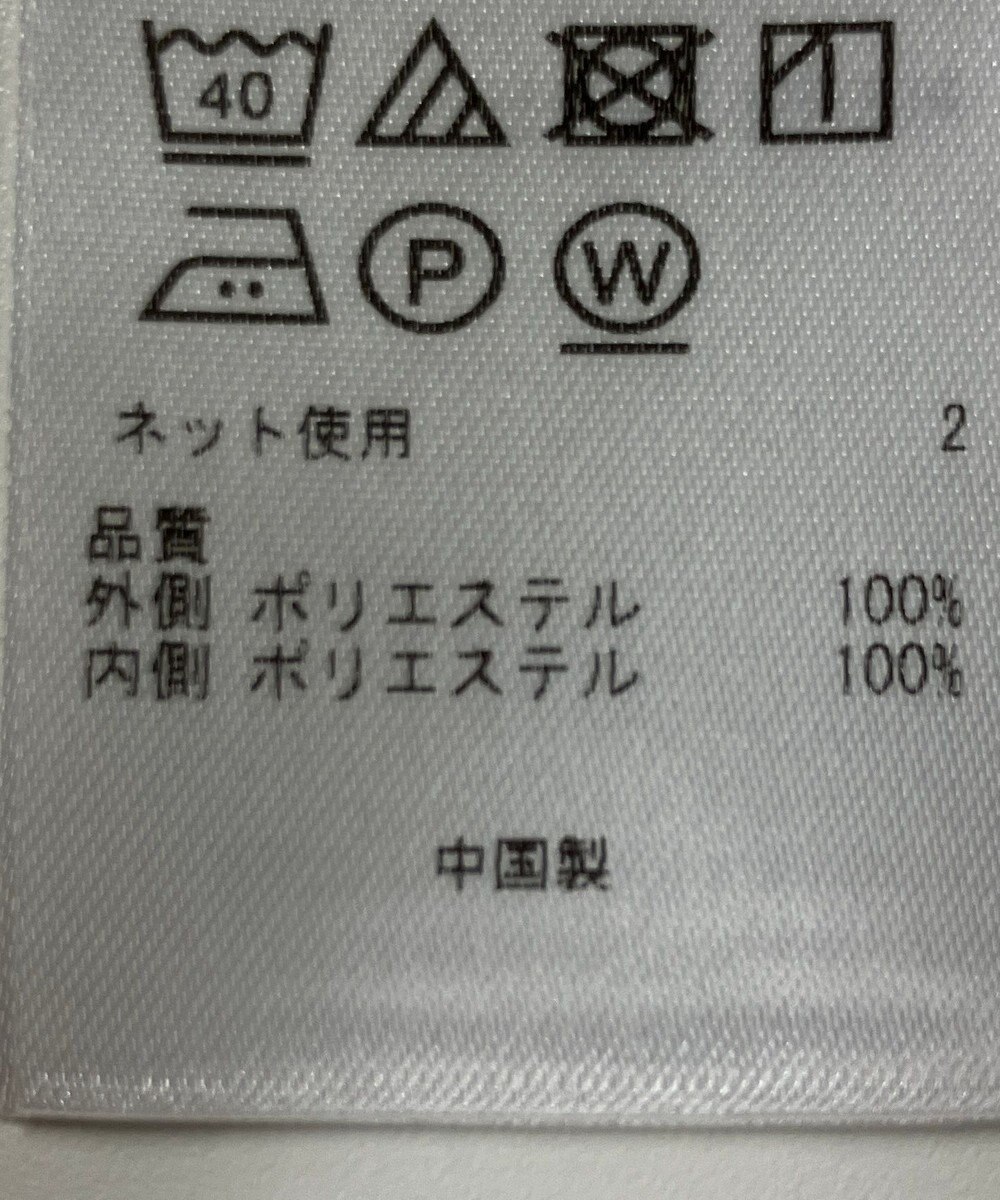 40
P W
ネット使用 2
品質
外側 ポリエステル 100%
内側 ポリエステル 100%
中国製